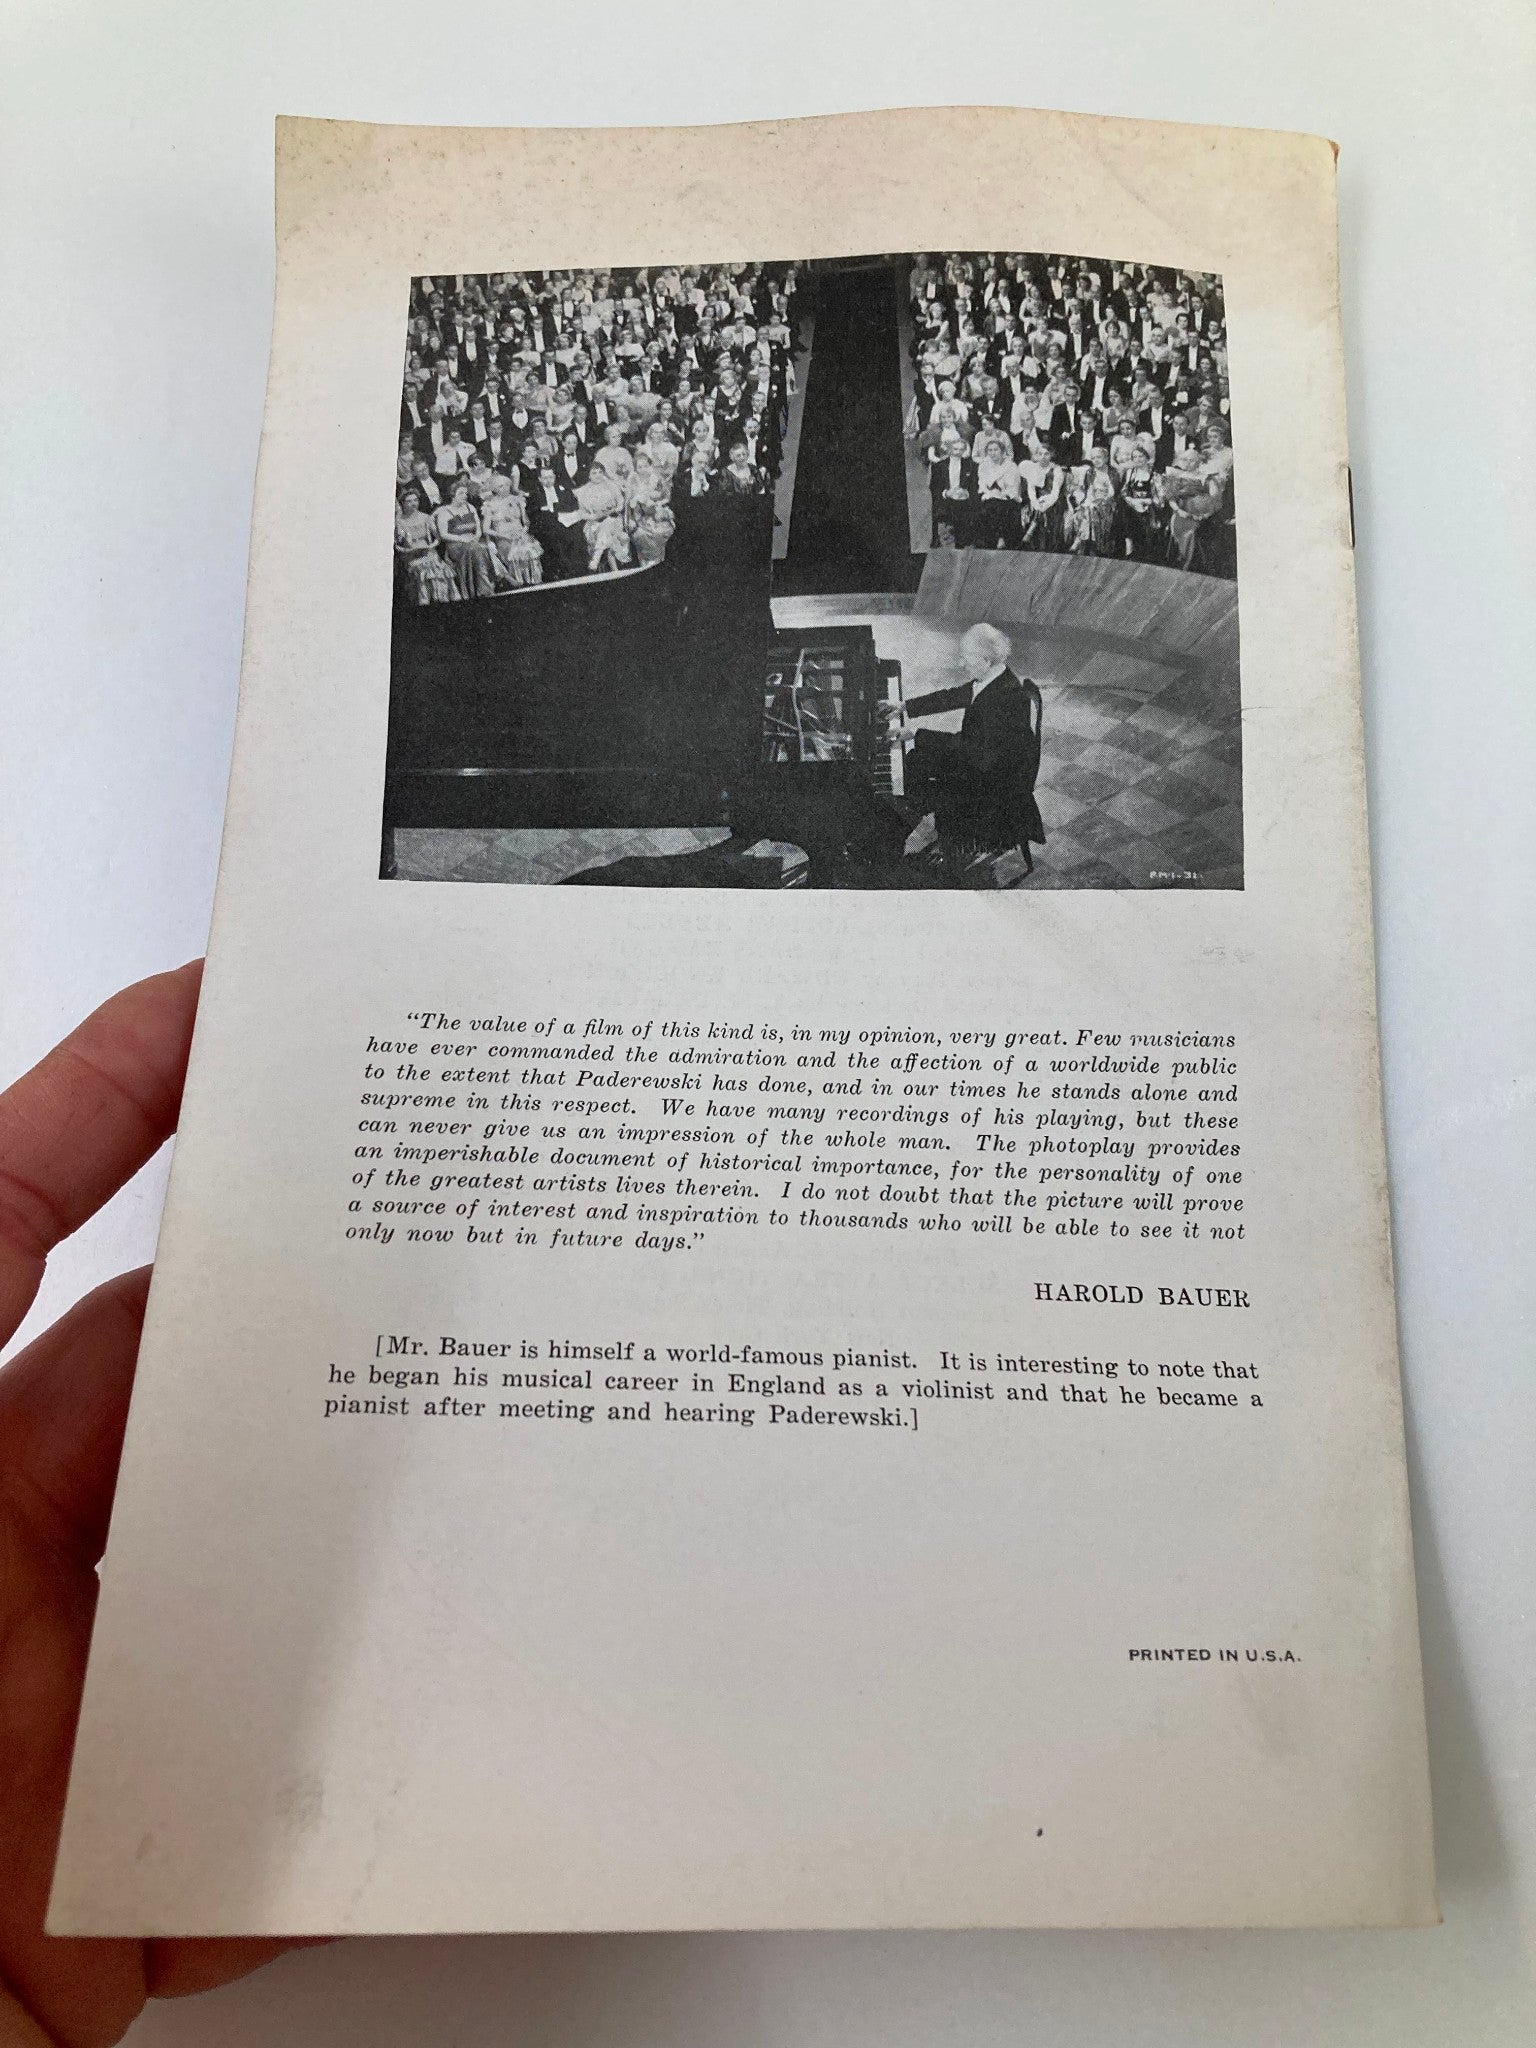 P.M·1-31.
"The value of a film of this kind is, in my opinion, very great. Few musicians
have ever commanded the admiration and the affection of a worldwide public
to the extent that Paderewski has done, and in our times he stands alone and
supreme in this respect. We have many recordings of his playing, but these
can never give us an impression of the whole man. The photoplay provides
an imperishable document of historical importance, for the personality of one
of the greatest artists lives therein. I do not doubt that the picture will prove
a source of interest and inspiration to thousands who will be able to see it not
only now but in future days."
HAROLD BAUER
[Mr. Bauer is himself a world-famous pianist. It is interesting to note that
he began his musical career in England as a violinist and that he became a
pianist after meeting and hearing Paderewski.]
PRINTED IN U.S.A.